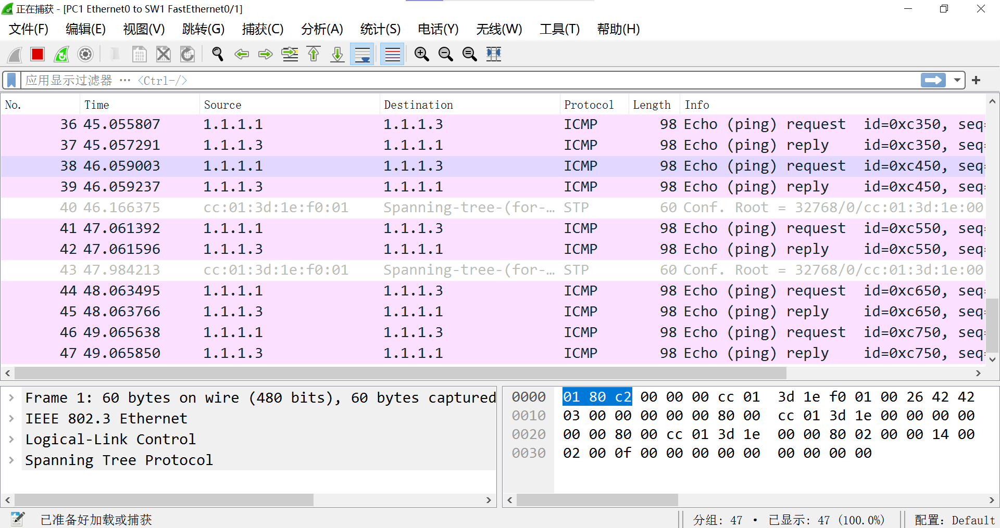 正在捕获 - [PC1 Ethernet0 to SW1 FastEthernet0/1]
文件(F) 编辑(E) 视图(V) 跳转(G) 捕获(C) 分析(A) 统计(S) 电话(Y) 无线(W) 工具(T) 帮助(H)
应用显示过滤器 … <Ctrl-/>
No. Time Source Destination Protocol Length Info
36 45.055807 1.1.1.1 1.1.1.3 ICMP 98 Echo (ping) request id=0xc350, seq
37 45.057291 1.1.1.3 1.1.1.1 ICMP 98 Echo (ping) reply id=0xc350, seq
38 46.059003 1.1.1.1 1.1.1.3 ICMP 98 Echo (ping) request id=0xc450, seq
39 46.059237 1.1.1.3 1.1.1.1 ICMP 98 Echo (ping) reply id=0xc450, seq
40 46.166375 cc:01:3d:1e:f0:01 Spanning-tree-(for-… STP 60 Conf. Root = 32768/0/cc:01:3d:1e:00
41 47.061392 1.1.1.1 1.1.1.3 ICMP 98 Echo (ping) request id=0xc550, seq
42 47.061596 1.1.1.3 1.1.1.1 ICMP 98 Echo (ping) reply id=0xc550, seq
43 47.984213 cc:01:3d:1e:f0:01 Spanning-tree-(for-… STP 60 Conf. Root = 32768/0/cc:01:3d:1e:00
44 48.063495 1.1.1.1 1.1.1.3 ICMP 98 Echo (ping) request id=0xc650, seq
45 48.063766 1.1.1.3 1.1.1.1 ICMP 98 Echo (ping) reply id=0xc650, seq
46 49.065638 1.1.1.1 1.1.1.3 ICMP 98 Echo (ping) request id=0xc750, seq
47 49.065850 1.1.1.3 1.1.1.1 ICMP 98 Echo (ping) reply id=0xc750, seq
Frame 1: 60 bytes on wire (480 bits), 60 bytes captured
IEEE 802.3 Ethernet
Logical-Link Control
Spanning Tree Protocol
0000 01 80 c2 00 00 00 cc 01 3d 1e f0 01 00 26 42 42
0010 03 00 00 00 00 00 80 00 cc 01 3d 1e 00 00 00 00
0020 00 00 80 00 cc 01 3d 1e 00 00 80 02 00 00 14 00
0030 02 00 0f 00 00 00 00 00 00 00 00 00
已准备好加载或捕获
分组: 47 · 已显示: 47 (100.0%)
配置: Default